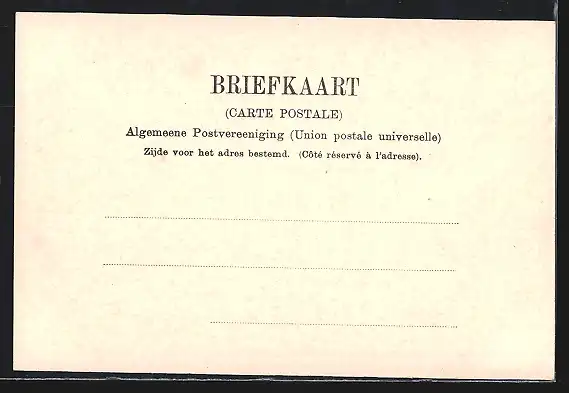 BRIEFKAART
(CARTE POSTALE)
Algemeene Postvereeniging (Union postale universelle)
Zijde voor het adres bestemd. (Côté réservé à l'adresse).